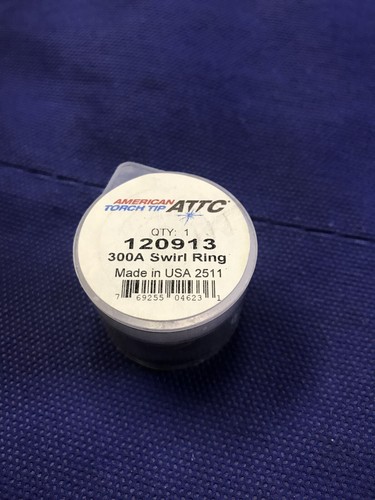 AMERICAN
TORCH TIP ATTC
QTY: 1
120913
300A Swirl Ring
Made in USA 2511
7 69255 04623 1